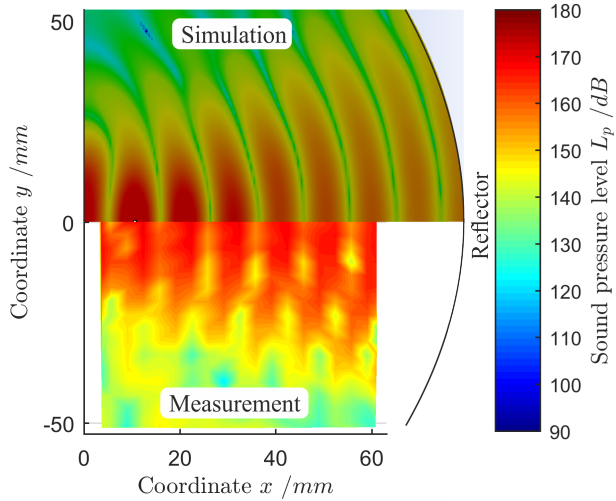 50
Simulation
Coordinate y /mm
0
Reflector
Measurement
-50
0
20
40
60
Coordinate x /mm
180
170
160
150
140
130
120
110
100
90
Sound pressure level Lp /dB